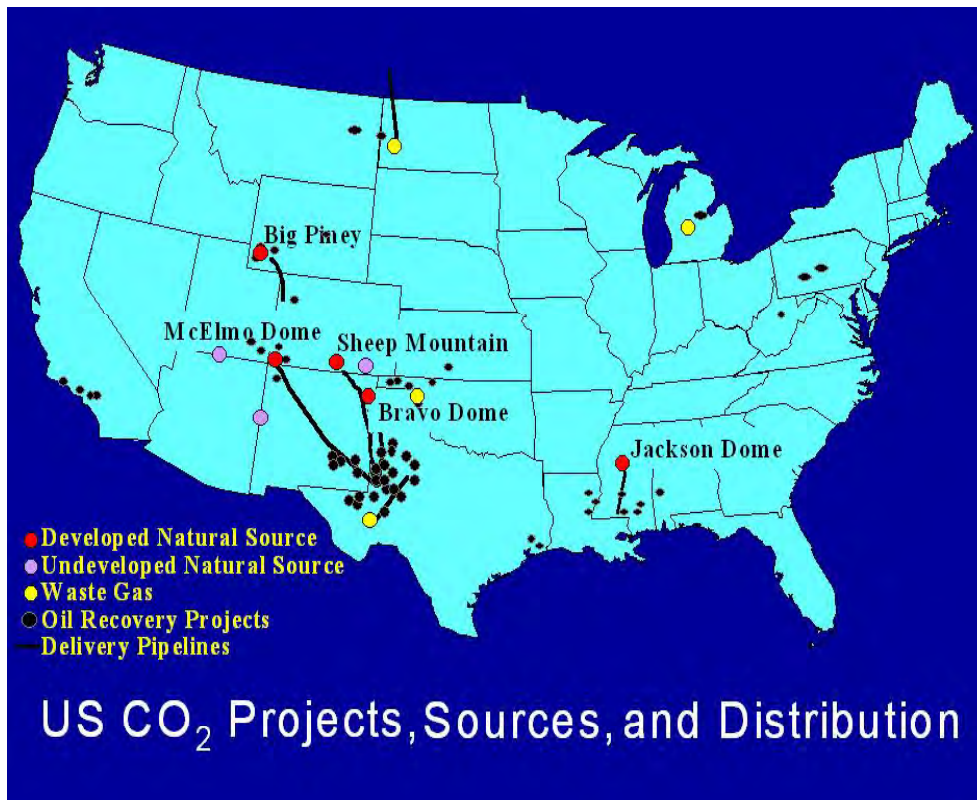 Big Piney
McElmo Dome
Sheep Mountain
Bravo Dome
Jackson Dome
Developed Natural Source
Undeveloped Natural Source
Waste Gas
Oil Recovery Projects
Delivery Pipelines
US CO₂ Projects, Sources, and Distribution